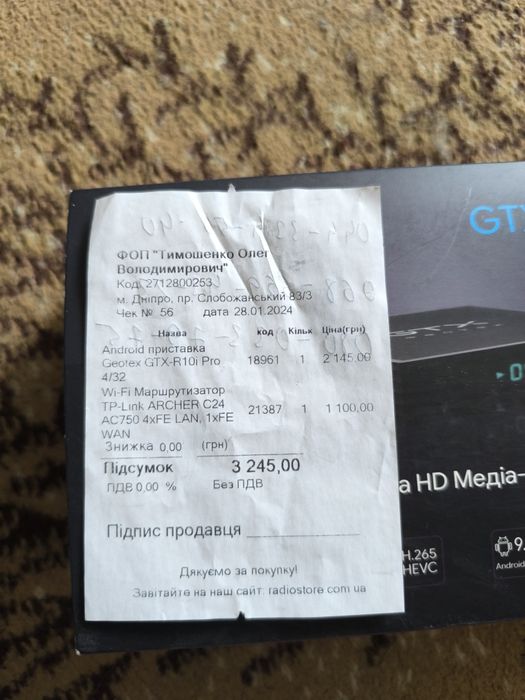 ФОП "Тимошенко Олег
Володимирович"
Код: 2712800253
м. Дніпро, пр. Слобожанський 83/3
Чек № 56 дата 28.01.2024
Назва код Кільк Ціна(грн)
Android приставка
Geotex GTX-R10i Pro 18961 1 2 145.00
4/32
Wi-Fi Маршрутизатор
TP-Link ARCHER C24 21387 1 1 100,00
AC750 4xFE LAN, 1xFE
WAN
Знижка 0,00 (грн)
Підсумок 3 245,00
ПДВ 0.00 % Без ПДВ
Підпис продавця
Дякуємо за покупку!
Завітайте на наш сайт: radiostore.com.ua
GTX
GTX
а HD Медіа-
H.265
HEVC
9.
Android